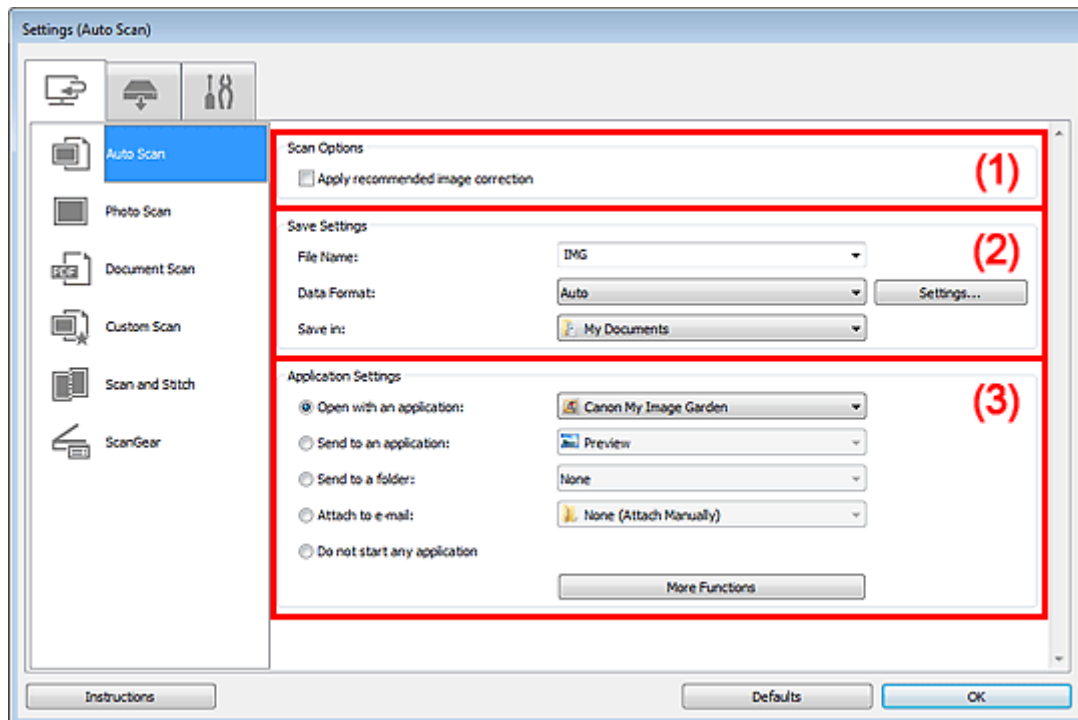 Settings (Auto Scan)
Auto Scan
Photo Scan
PDF
Document Scan
Custom Scan
Scan and Stitch
ScanGear
Scan Options
Apply recommended image correction
(1)
Save Settings
(2)
File Name: IMG
Data Format: Auto Settings...
Save in: My Documents
Application Settings
(3)
Open with an application: Canon My Image Garden
Send to an application: Preview
Send to a folder: None
Attach to e-mail: None (Attach Manually)
Do not start any application
More Functions
Instructions Defaults OK